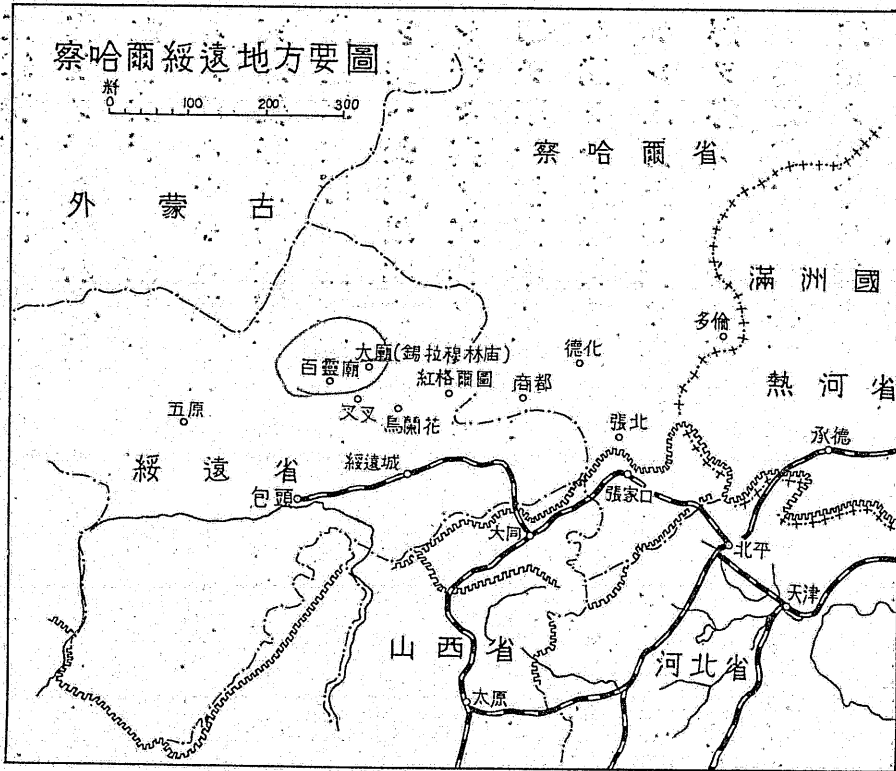 察哈爾綏遠地方要圖
粁
0 100 200 300
察哈爾省
外蒙古
滿洲國
多倫
德化
大廟(錫拉穆林庙)
百靈廟
紅格爾圖
商都
熱河省
五原
叉叉
烏蘭花
張北
承德
綏遠省
綏遠城
包頭
張家口
大同
北平
天津
山西省
河北省
太原